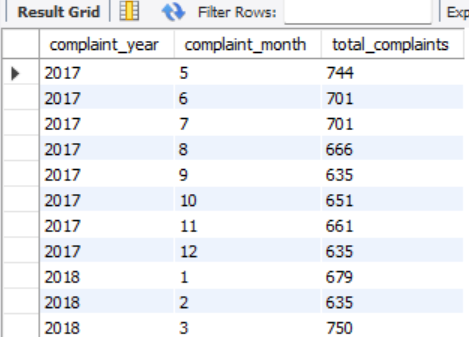 Result Grid Filter Rows: Exp
complaint_year complaint_month total_complaints
2017 5 744
2017 6 701
2017 7 701
2017 8 666
2017 9 635
2017 10 651
2017 11 661
2017 12 635
2018 1 679
2018 2 635
2018 3 750